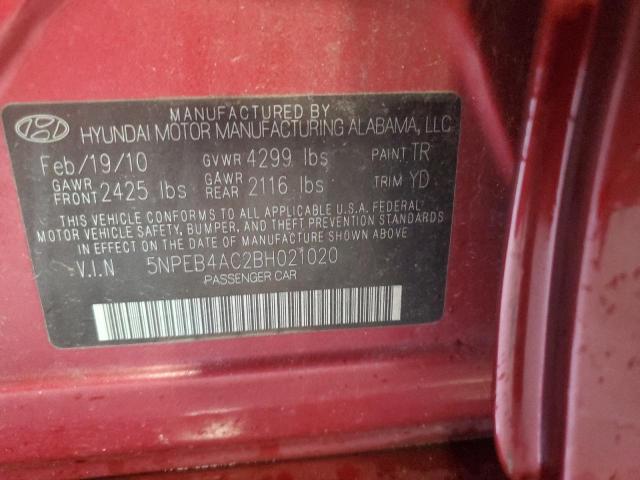 MANUFACTURED BY
HYUNDAI MOTOR MANUFACTURING ALABAMA, LLC
Feb/19/10 GVWR 4299 lbs PAINT TR
GAWR FRONT 2425 lbs GAWR REAR 2116 lbs TRIM YD
THIS VEHICLE CONFORMS TO ALL APPLICABLE U.S.A. FEDERAL
MOTOR VEHICLE SAFETY, BUMPER, AND THEFT PREVENTION STANDARDS
IN EFFECT ON THE DATE OF MANUFACTURE SHOWN ABOVE.
V.I.N 5NPEB4AC2BH021020
PASSENGER CAR